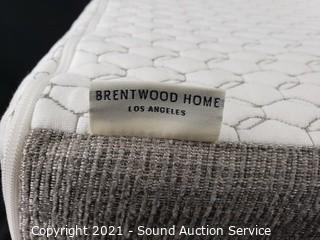 BRENTWOOD HOME
LOS ANGELES
Copyright 2021 - Sound Auction Service